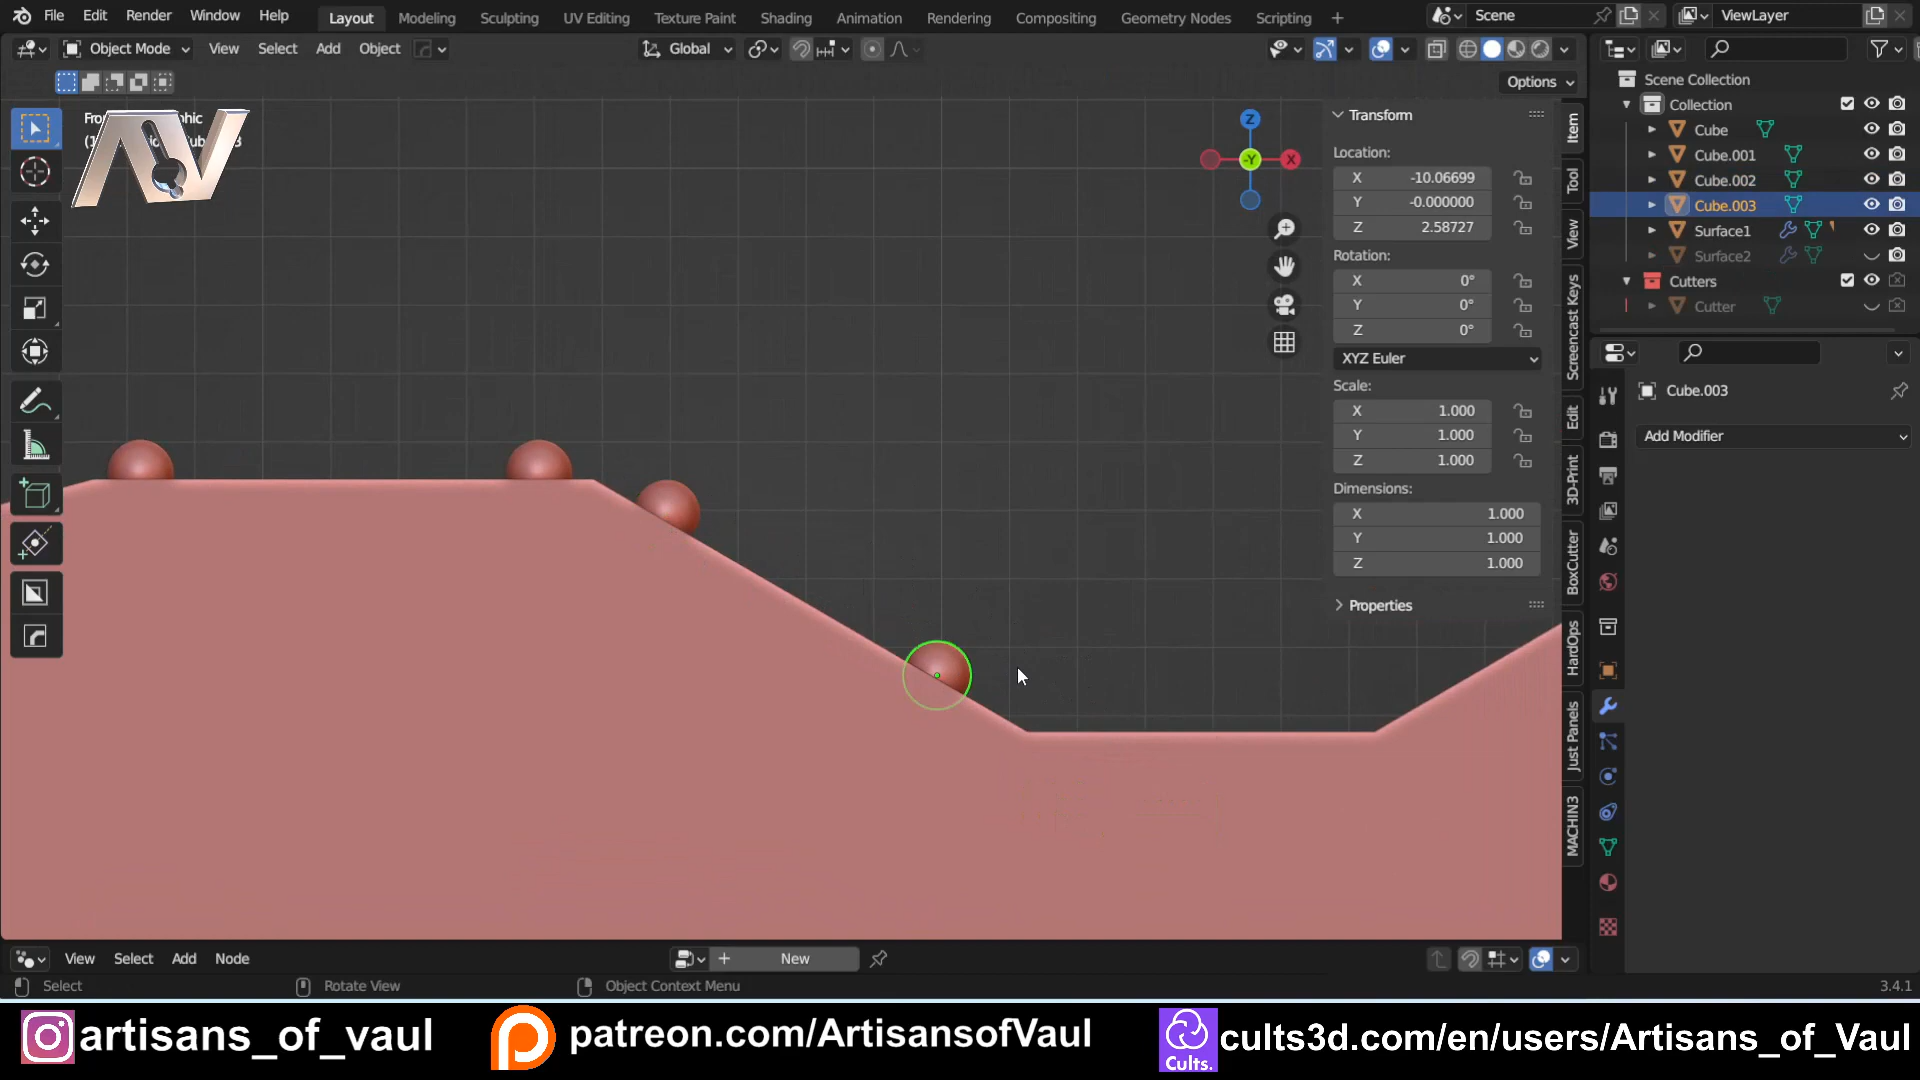 File Edit Render Window Help
Layout Modeling Sculpting UV Editing Texture Paint Shading Animation Rendering Compositing Geometry Nodes Scripting
Scene
ViewLayer
Object Mode View Select Add Object
Global
Options
AV
Transform
Location:
X -10.06699
Y -0.000000
Z 2.58727
Rotation:
X 0°
Y 0°
Z 0°
XYZ Euler
Scale:
X 1.000
Y 1.000
Z 1.000
Dimensions:
X 1.000
Y 1.000
Z 1.000
Properties
Z
-Y
X
Item
Tool
View
Screencast Keys
Edit
3D-Print
BoxCutter
HardOps
Just Panels
MACHIN3
Scene Collection
Collection
Cube
Cube.001
Cube.002
Cube.003
Surface1
Surface2
Cutters
Cutter
Cube.003
Add Modifier
View Select Add Node
New
Select
Rotate View
Object Context Menu
3.4.1
artisans_of_vaul
patreon.com/ArtisansofVaul
Cults.
cults3d.com/en/users/Artisans_of_Vaul